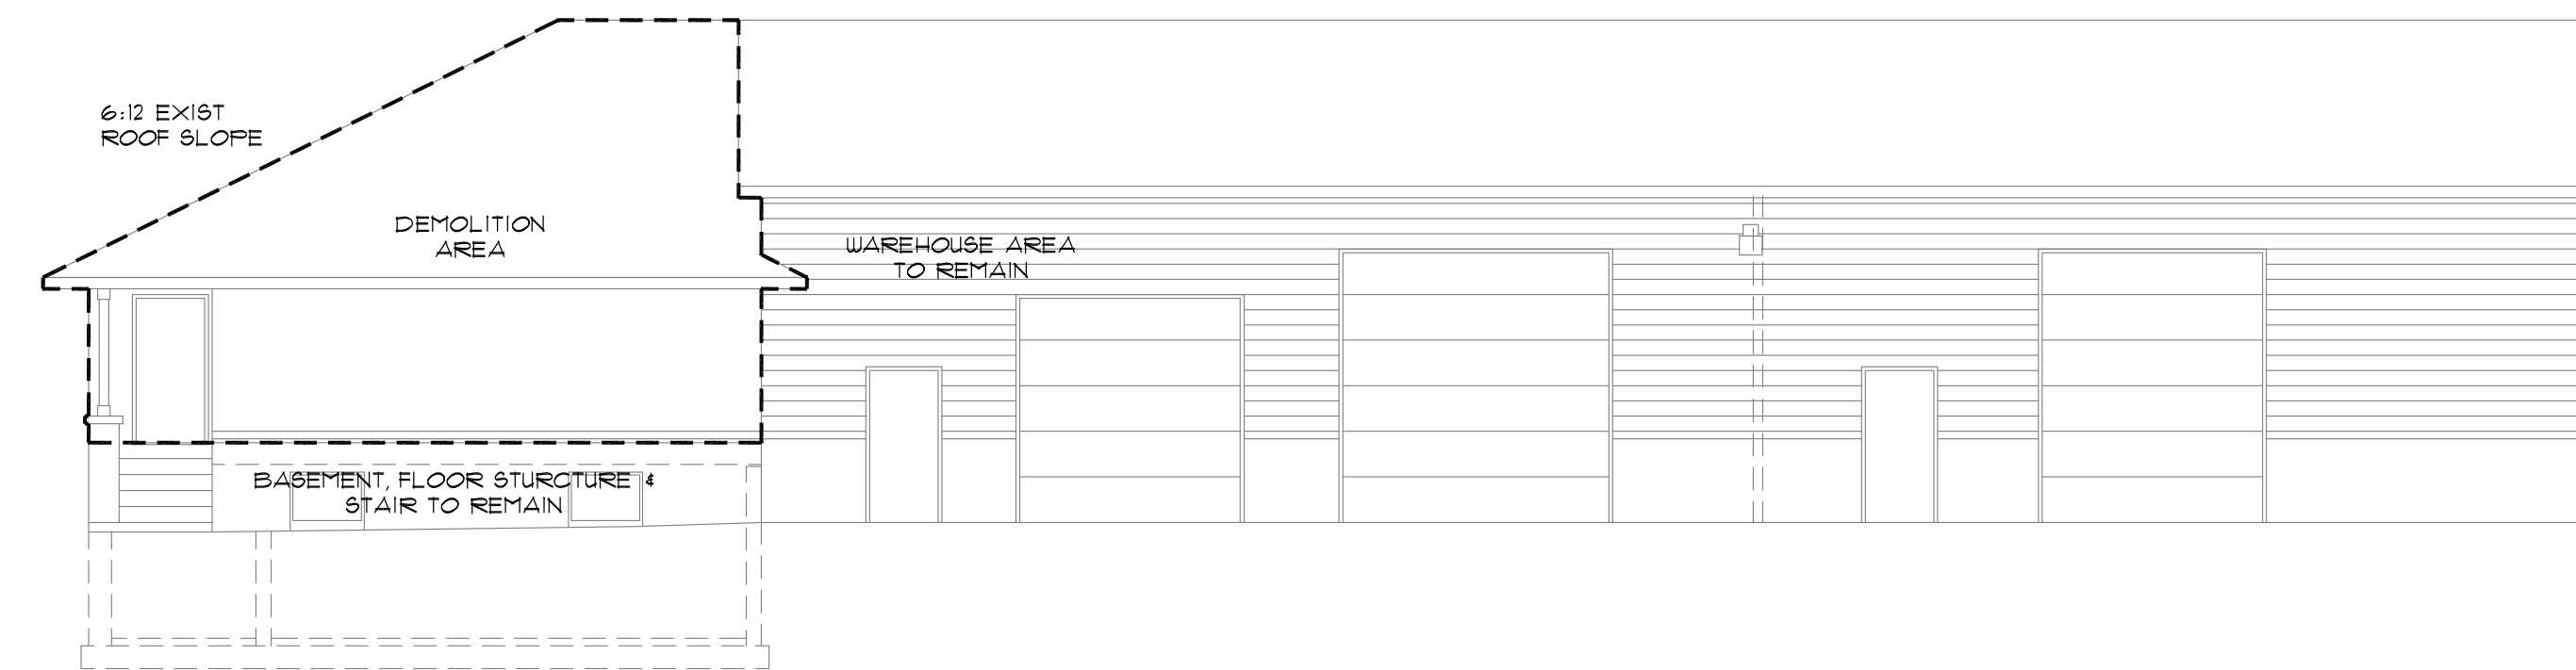 6:12 EXIST
ROOF SLOPE
DEMOLITION
AREA
WAREHOUSE AREA
TO REMAIN
BASEMENT, FLOOR STURCTURE &
STAIR TO REMAIN